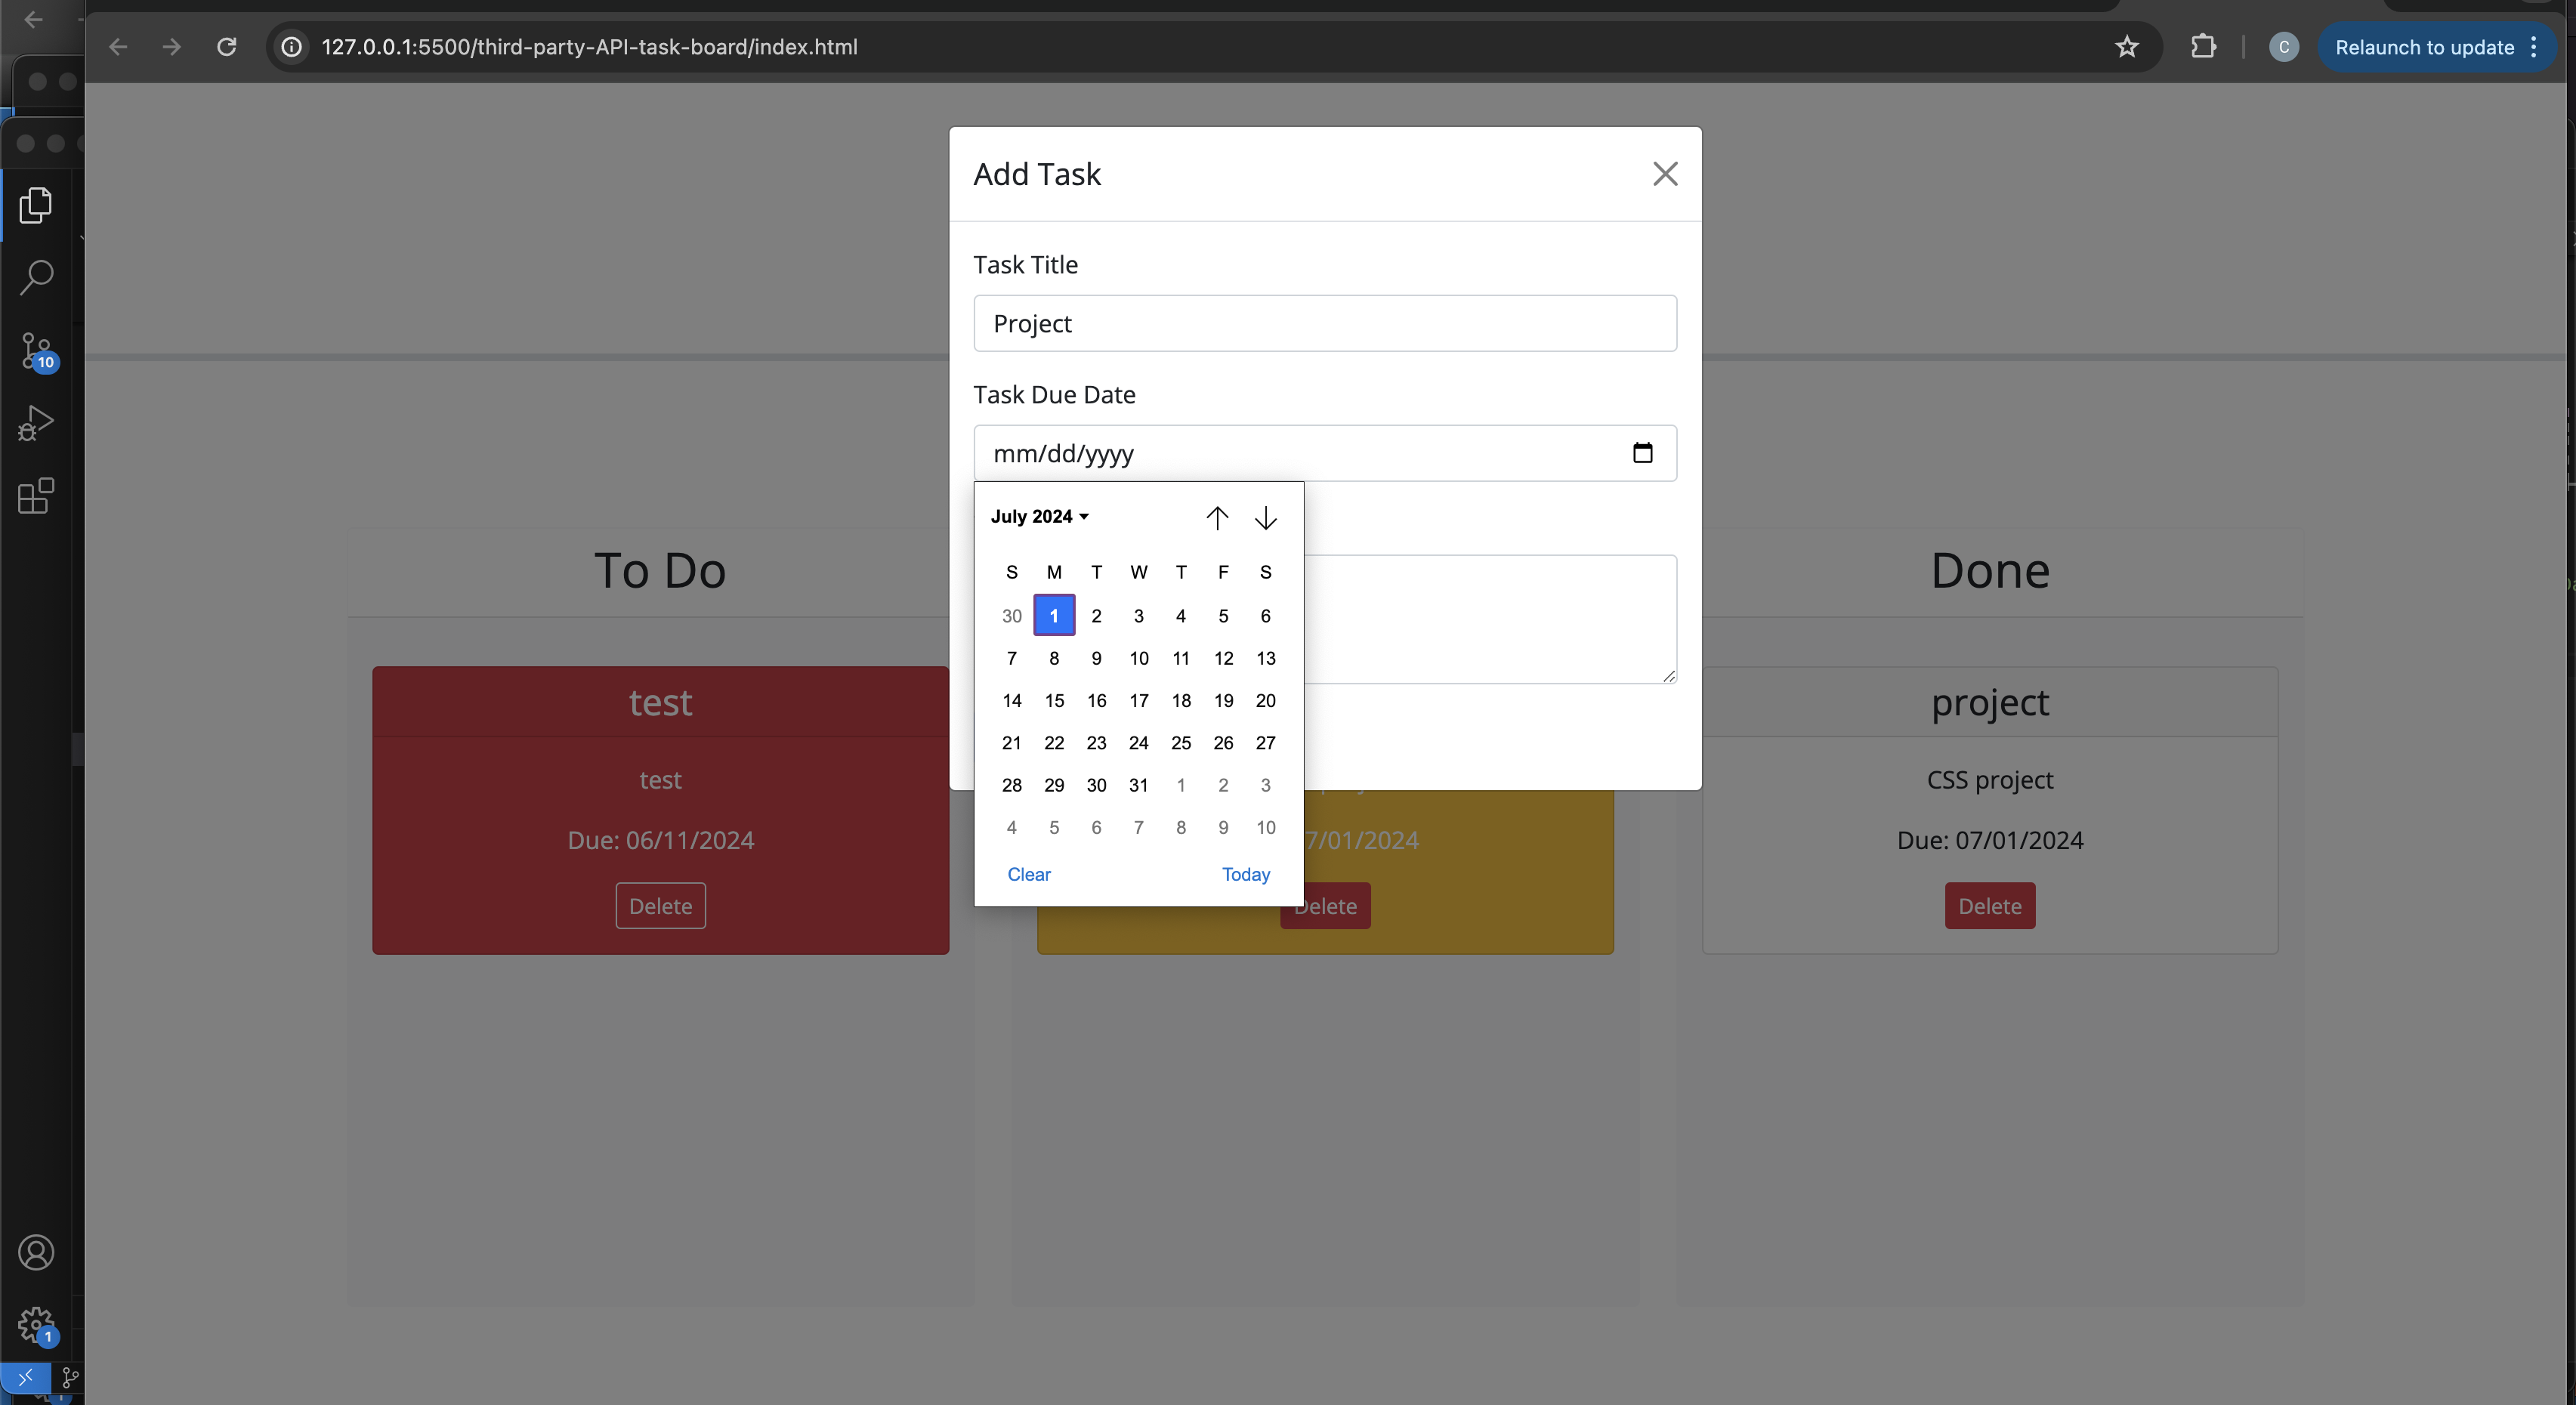 127.0.0.1:5500/third-party-API-task-board/index.html
C
Relaunch to update
Add Task
Task Title
Project
Task Due Date
mm/dd/yyyy
July 2024
S M T W T F S
30 1 2 3 4 5 6
7 8 9 10 11 12 13
14 15 16 17 18 19 20
21 22 23 24 25 26 27
28 29 30 31 1 2 3
4 5 6 7 8 9 10
Clear Today
To Do
test
test
Due: 06/11/2024
Delete
7/01/2024
Delete
Done
project
CSS project
Due: 07/01/2024
Delete
10
1